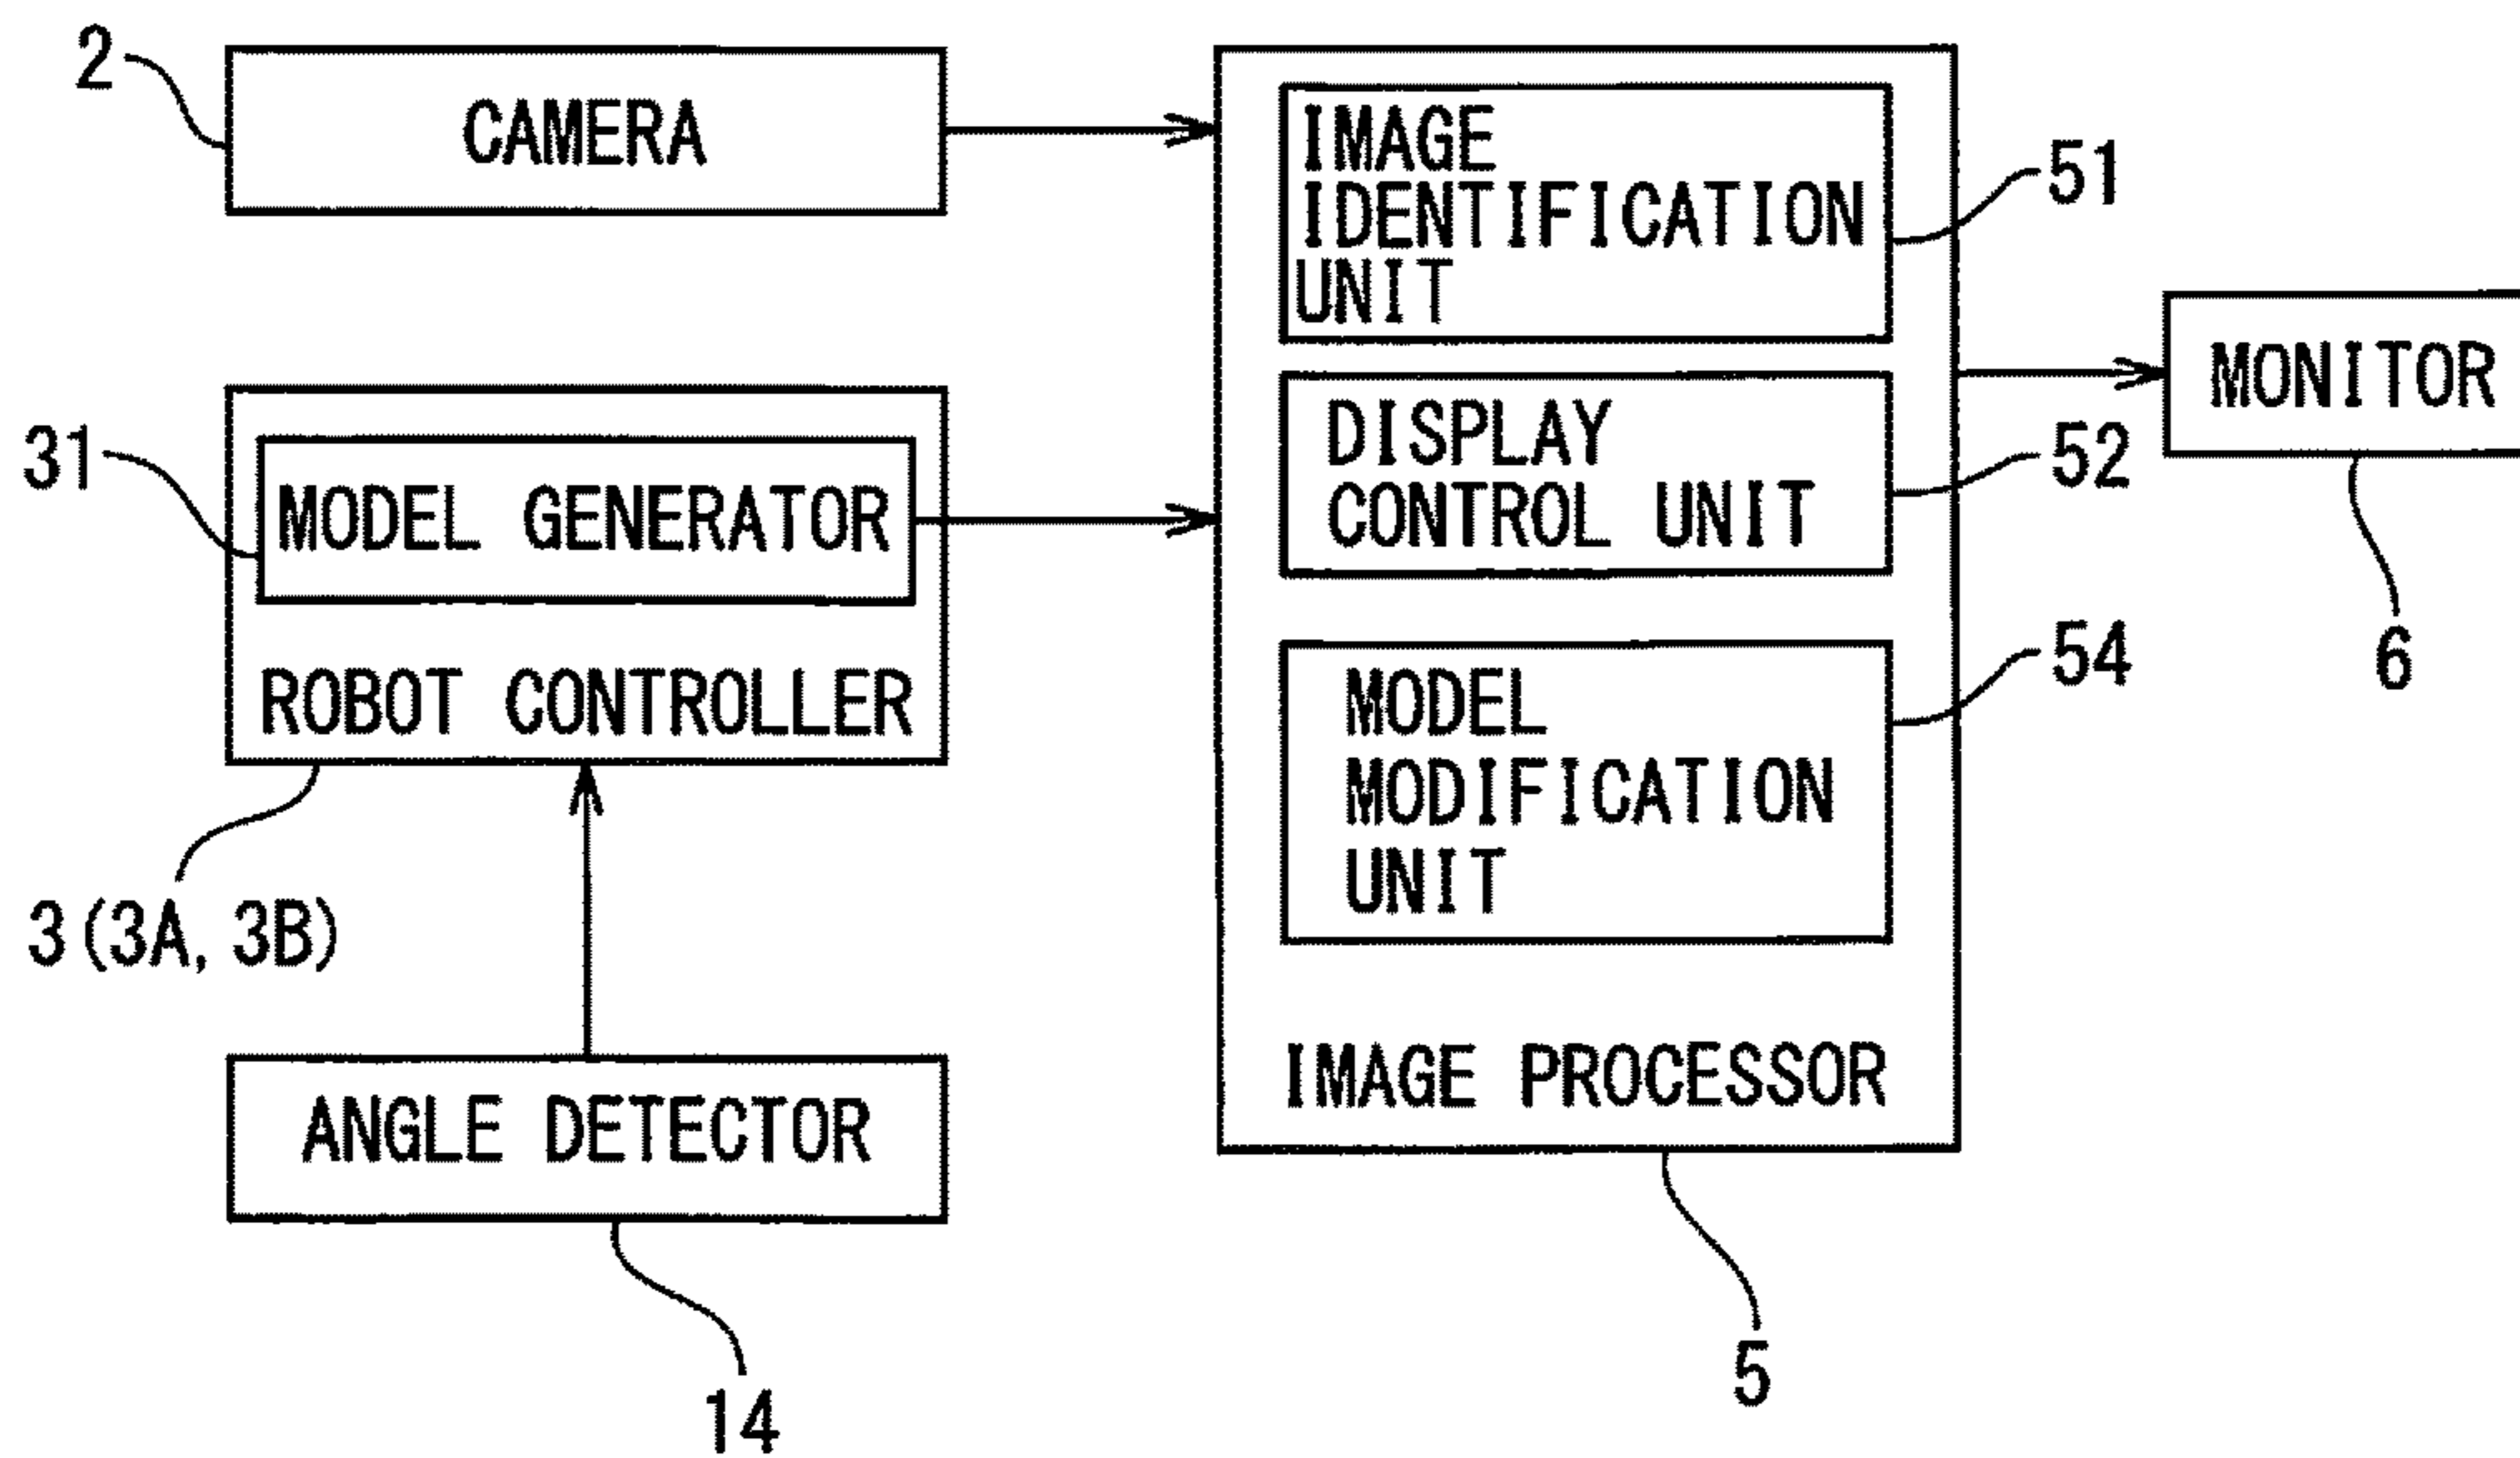 2
CAMERA
31
MODEL GENERATOR
ROBOT CONTROLLER
3(3A, 3B)
ANGLE DETECTOR
14
IMAGE
IDENTIFICATION
UNIT
51
DISPLAY
CONTROL UNIT
52
MODEL
MODIFICATION
UNIT
54
IMAGE PROCESSOR
5
MONITOR
6